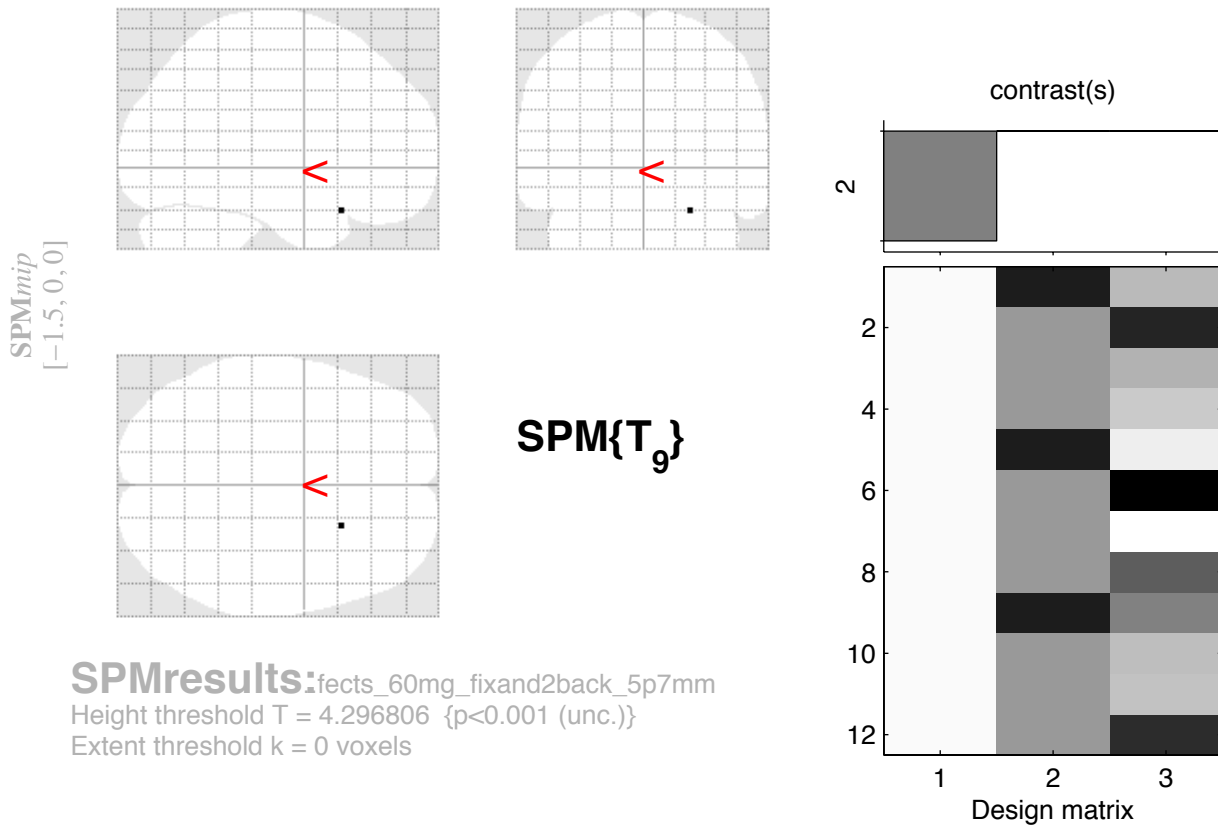 SPMmip
[−1.5, 0, 0]
<
<
<
SPM{T9}
SPMresults:fects_60mg_fixand2back_5p7mm
Height threshold T = 4.296806 {p<0.001 (unc.)}
Extent threshold k = 0 voxels
contrast(s)
2
2
4
6
8
10
12
1 2 3
Design matrix